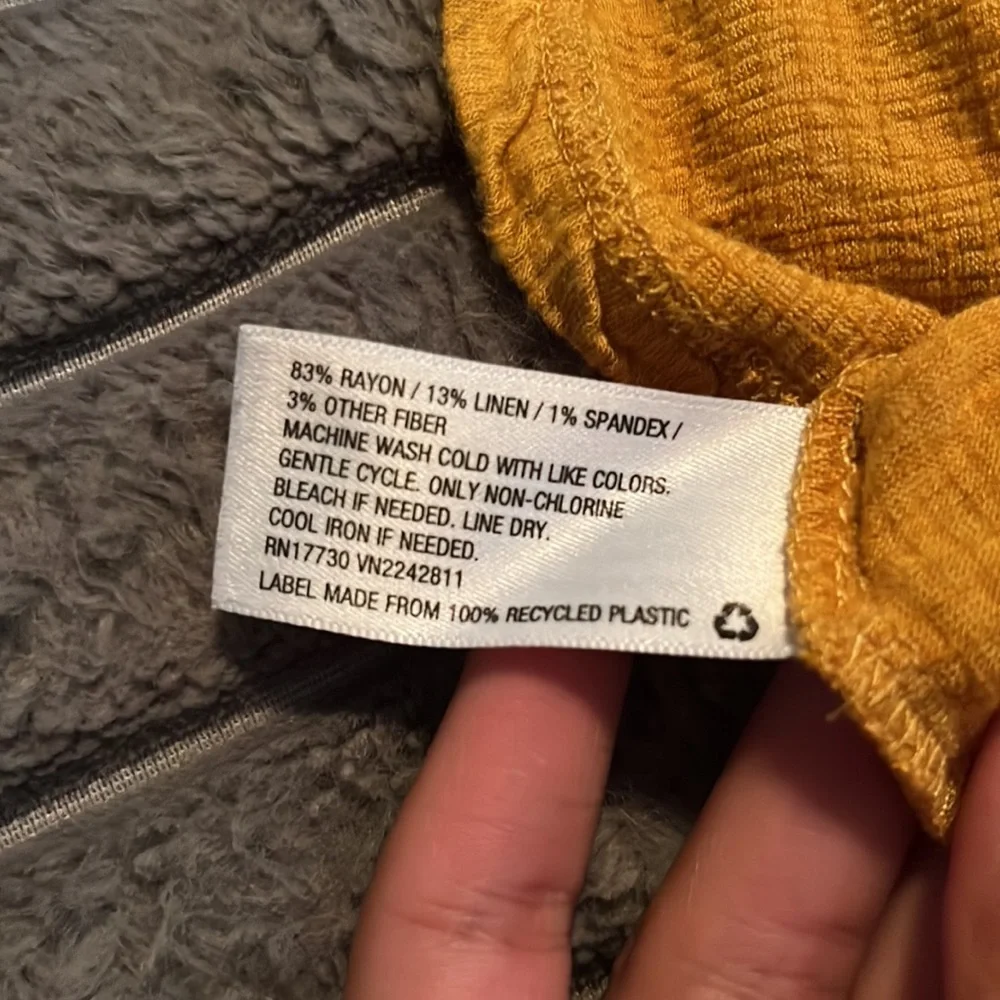 83% RAYON / 13% LINEN / 1% SPANDEX /
3% OTHER FIBER
MACHINE WASH COLD WITH LIKE COLORS.
GENTLE CYCLE. ONLY NON-CHLORINE
BLEACH IF NEEDED. LINE DRY.
COOL IRON IF NEEDED.
RN17730 VN2242811
LABEL MADE FROM 100% RECYCLED PLASTIC